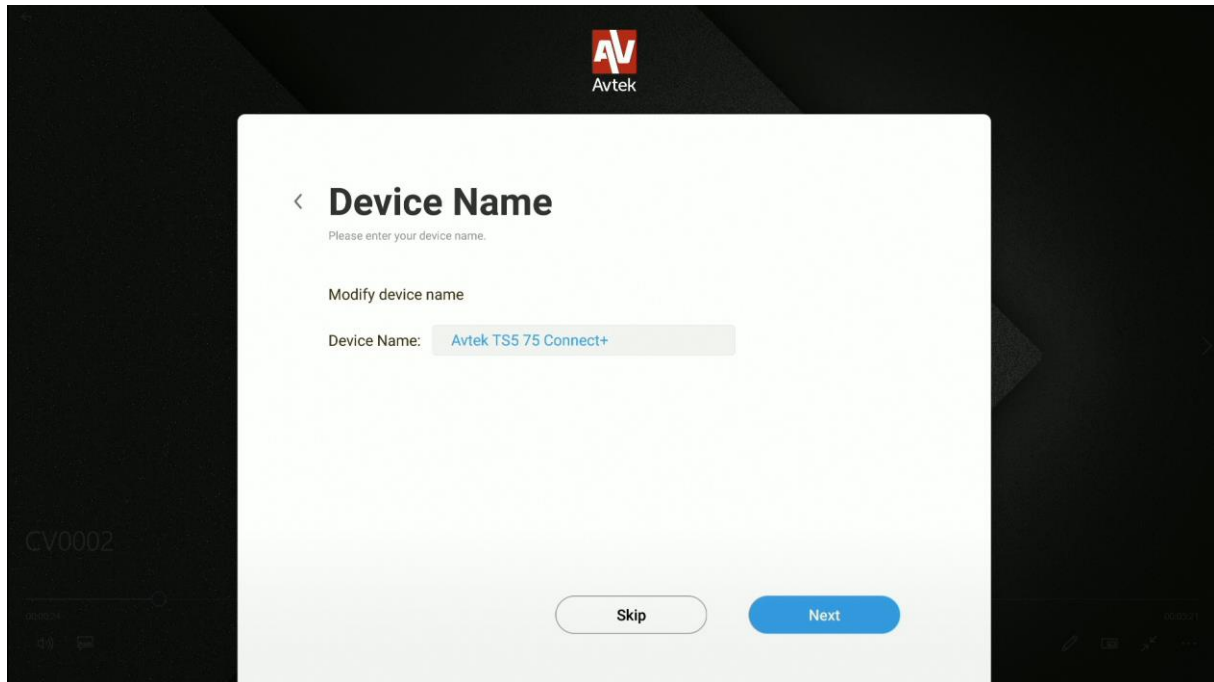 AV
Avtek
Device Name
Please enter your device name.
Modify device name
Device Name: Avtek TS5 75 Connect+
CV0002
Skip Next